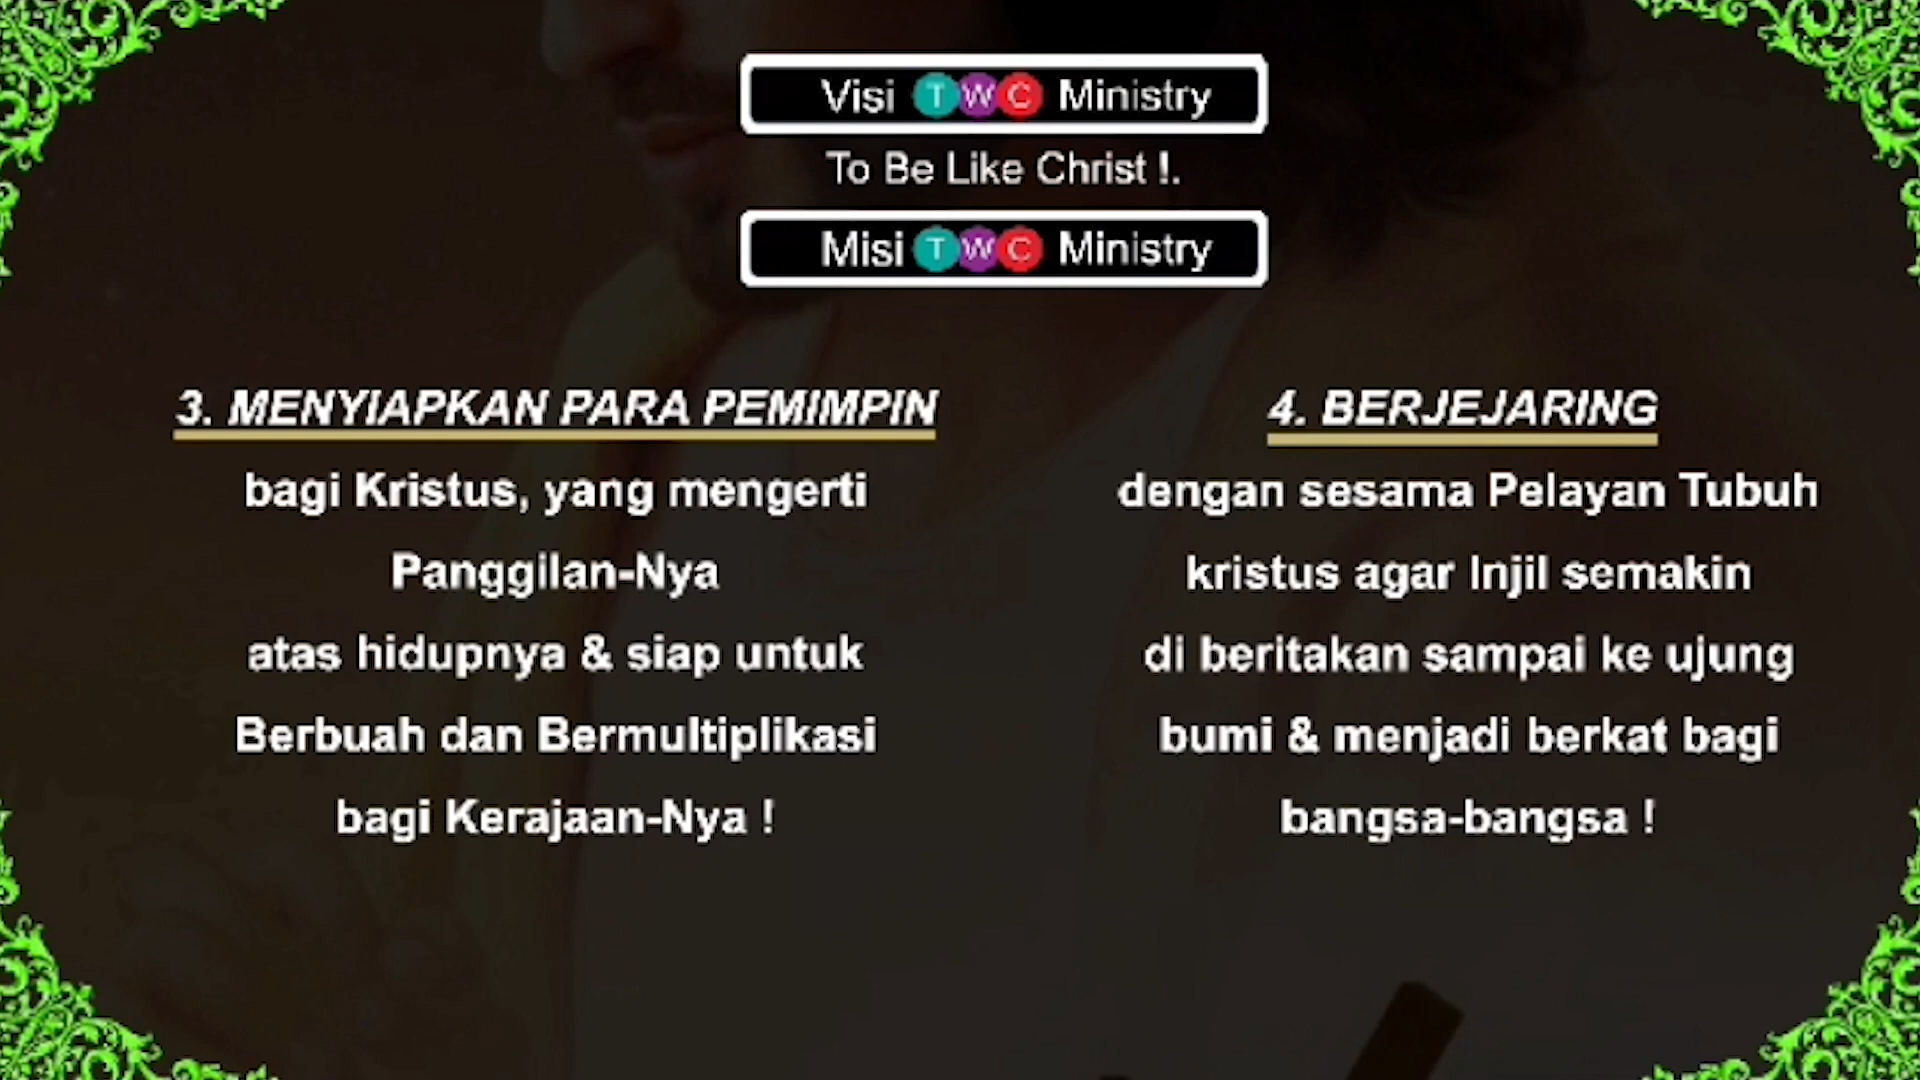 Visi TWC Ministry
To Be Like Christ !.
Misi TWC Ministry
3. MENYIAPKAN PARA PEMIMPIN
bagi Kristus, yang mengerti
Panggilan-Nya
atas hidupnya & siap untuk
Berbuah dan Bermultiplikasi
bagi Kerajaan-Nya !
4. BERJEJARING
dengan sesama Pelayan Tubuh
kristus agar Injil semakin
di beritakan sampai ke ujung
bumi & menjadi berkat bagi
bangsa-bangsa !